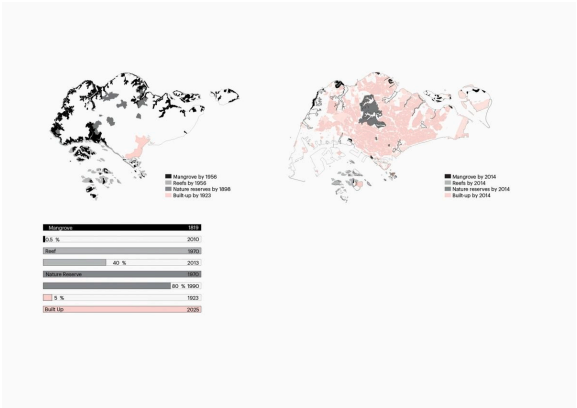 Mangrove by 1956
Reefs by 1956
Nature reserves by 1898
Built-up by 1923
Mangrove by 2014
Reefs by 2014
Nature reserves by 2014
Built-up by 2014
Mangrove 1819
0.5 % 2010
Reef 1970
40 % 2013
Nature Reserve 1970
80 % 1990
5 % 1923
Built Up 2025